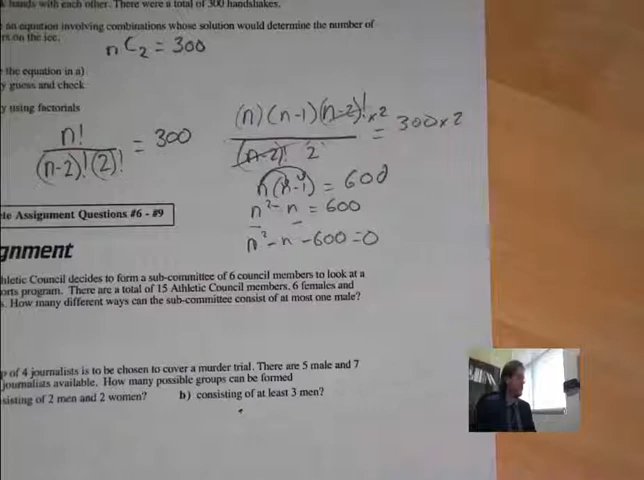 hands with each other. There were a total of 300 handshakes.
an equation involving combinations whose solution would determine the number of
rs on the ice.
nC₂ = 300
the equation in a)
y guess and check
y using factorials
n! / (n-2)!(2)! = 300
(n)(n-1)(n-2)! ×2 / (n-2)! 2 = 300×2
n(n-1) = 600
n² - n = 600
n² - n - 600 = 0
te Assignment Questions #6 - #9
gnment
hletic Council decides to form a sub-committee of 6 council members to look at a
orts program. There are a total of 15 Athletic Council members, 6 females and
s. How many different ways can the sub-committee consist of at most one male?
p of 4 journalists is to be chosen to cover a murder trial. There are 5 male and 7
journalists available. How many possible groups can be formed
sisting of 2 men and 2 women? b) consisting of at least 3 men?